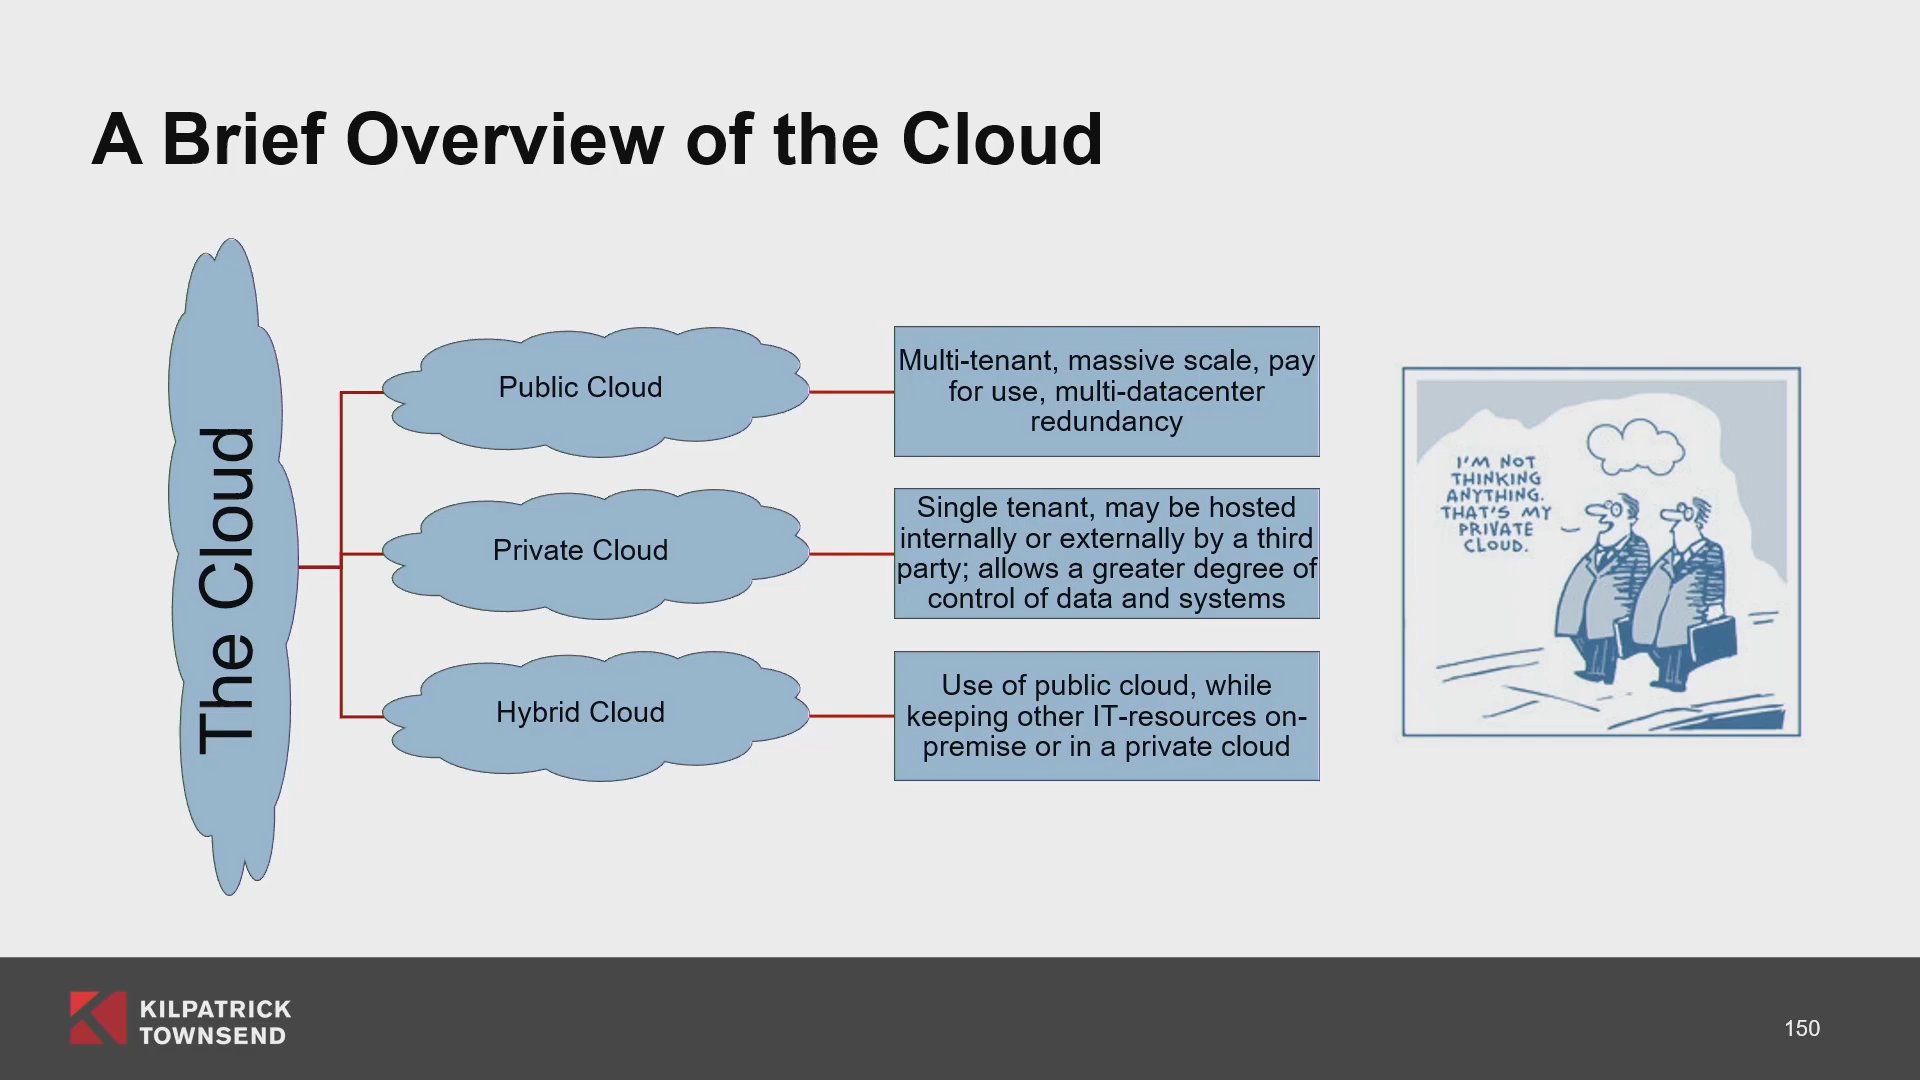 A Brief Overview of the Cloud
The Cloud
Public Cloud
Multi-tenant, massive scale, pay
for use, multi-datacenter
redundancy
Private Cloud
Single tenant, may be hosted
internally or externally by a third
party; allows a greater degree of
control of data and systems
Hybrid Cloud
Use of public cloud, while
keeping other IT-resources on-
premise or in a private cloud
I'M NOT
THINKING
ANYTHING.
THAT'S MY
PRIVATE
CLOUD.
KILPATRICK
TOWNSEND
150